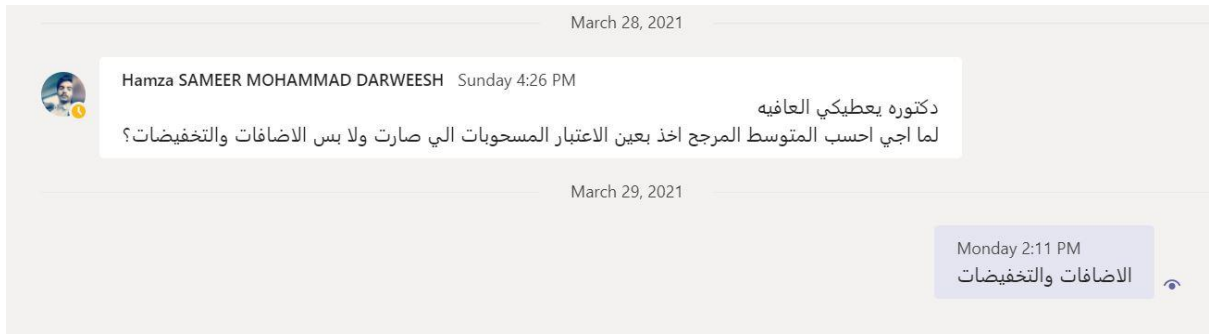 March 28, 2021
Hamza SAMEER MOHAMMAD DARWEESH Sunday 4:26 PM
دكتوره يعطيكي العافيه
لما اجي احسب المتوسط المرجح اخذ بعين الاعتبار المسحوبات الي صارت ولا بس الاضافات والتخفيضات؟
March 29, 2021
Monday 2:11 PM
الاضافات والتخفيضات